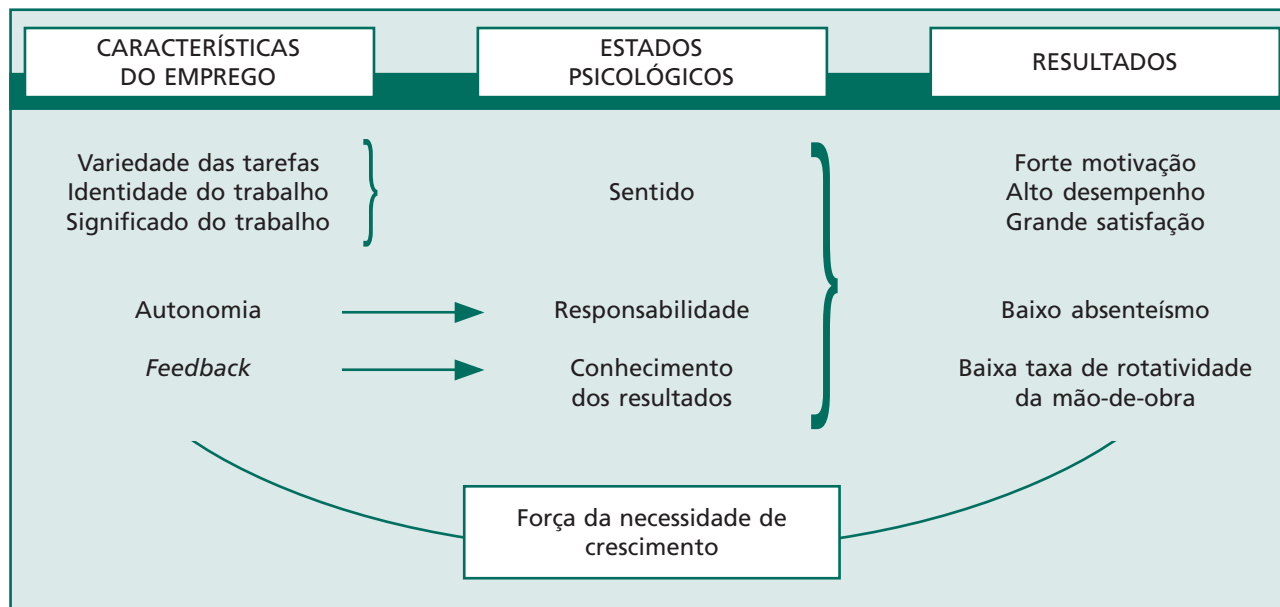 CARACTERÍSTICAS
DO EMPREGO
ESTADOS
PSICOLÓGICOS
RESULTADOS
Variedade das tarefas
Identidade do trabalho
Significado do trabalho
Sentido
Forte motivação
Alto desempenho
Grande satisfação
Autonomia
Responsabilidade
Baixo absenteísmo
Feedback
Conhecimento
dos resultados
Baixa taxa de rotatividade
da mão-de-obra
Força da necessidade de
crescimento